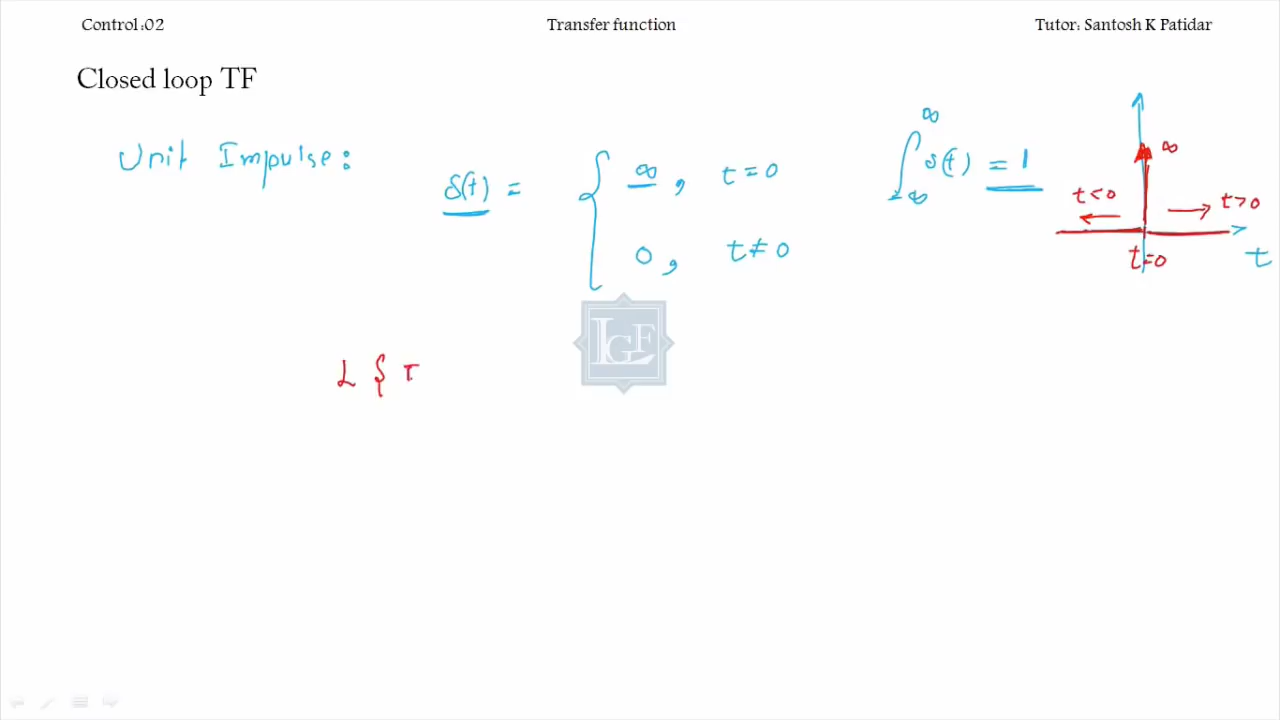 Control:02 Transfer function Tutor: Santosh K Patidar
Closed loop TF
Unit Impulse:
δ(t) = { ∞, t = 0
0, t ≠ 0
∫ -∞ ∞ δ(t) = 1
∞
t<0 t>0
t=0 t
L {
LGF